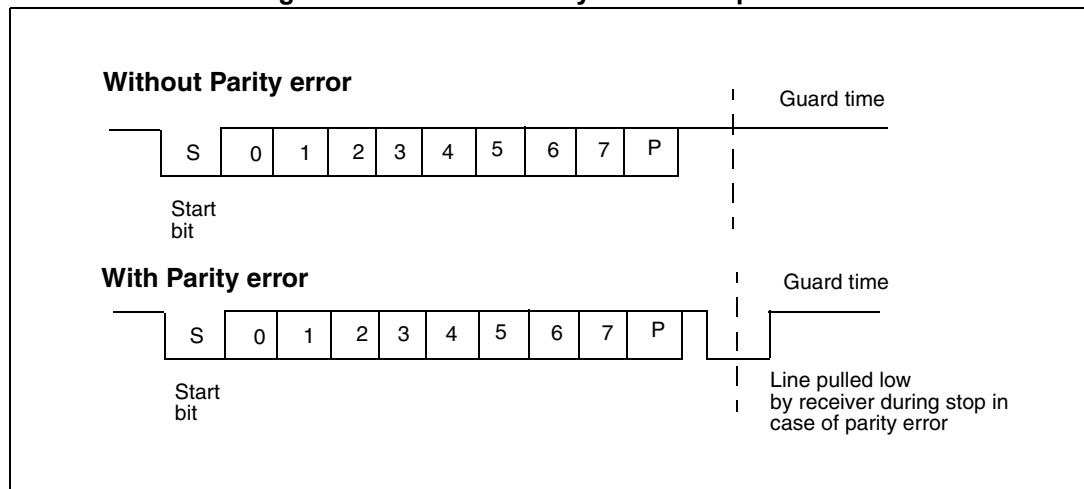 Without Parity error
Guard time
S 0 1 2 3 4 5 6 7 P
Start
bit
With Parity error
Guard time
S 0 1 2 3 4 5 6 7 P
Start
bit
Line pulled low
by receiver during stop in
case of parity error